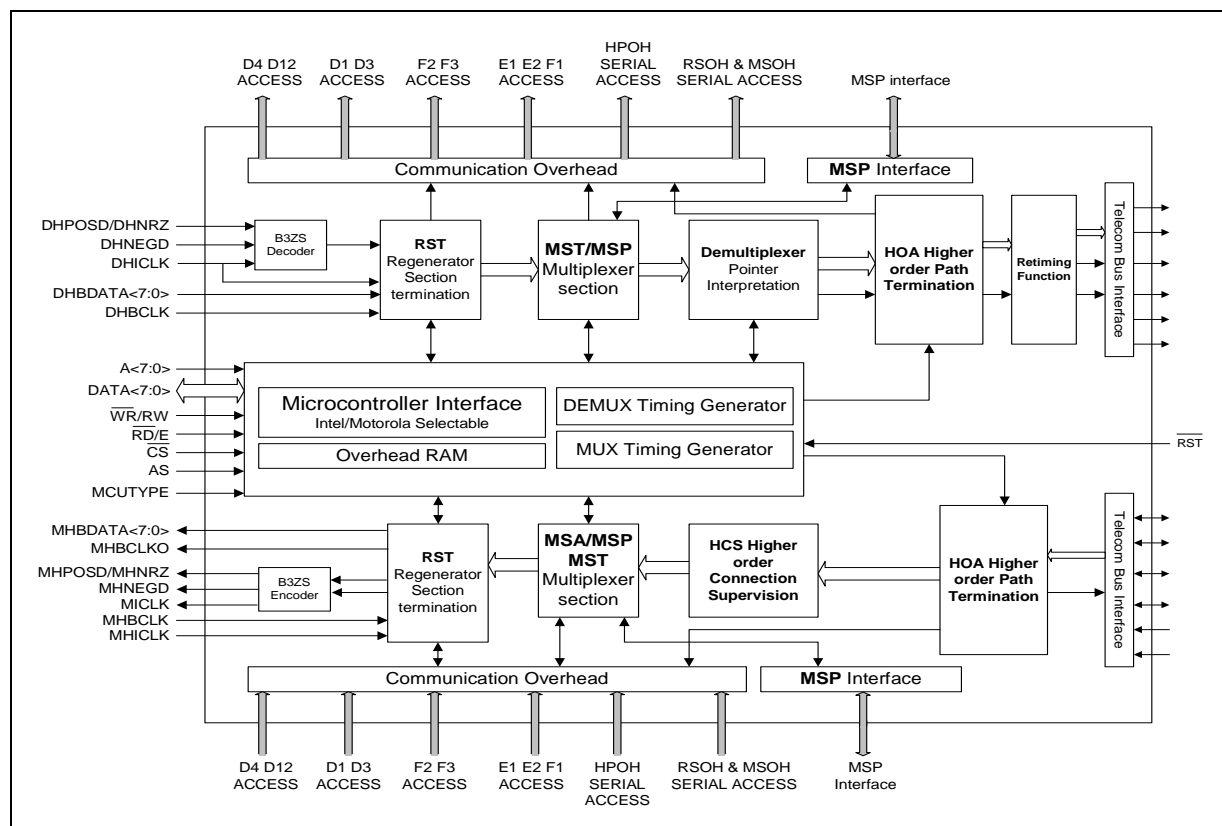 D4 D12
ACCESS
D1 D3
ACCESS
F2 F3
ACCESS
E1 E2 F1
ACCESS
HPOH
SERIAL
ACCESS
RSOH & MSOH
SERIAL ACCESS
MSP interface
Communication Overhead
MSP Interface
DHPOSD/DHNRZ
DHNEGD
DHICLK
DHBDATA<7:0>
DHBCLK
B3ZS
Decoder
RST
Regenerator
Section
termination
MST/MSP
Multiplexer
section
Demultiplexer
Pointer
Interpretation
HOA Higher
order Path
Termination
Retiming
Function
Telecom Bus Interface
A<7:0>
DATA<7:0>
WR/RW
RD/E
CS
AS
MCUTYPE
Microcontroller Interface
Intel/Motorola Selectable
Overhead RAM
DEMUX Timing Generator
MUX Timing Generator
RST
MHBDATA<7:0>
MHBCLKO
MHPOSD/MHNRZ
MHNEGD
MICLK
MHBCLK
MHICLK
B3ZS
Encoder
RST
Regenerator
Section
termination
MSA/MSP
MST
Multiplexer
section
HCS Higher
order
Connection
Supervision
HOA Higher
order Path
Termination
Telecom Bus Interface
Communication Overhead
MSP Interface
D4 D12
ACCESS
D1 D3
ACCESS
F2 F3
ACCESS
E1 E2 F1
ACCESS
HPOH
SERIAL
ACCESS
RSOH & MSOH
SERIAL ACCESS
MSP
Interface